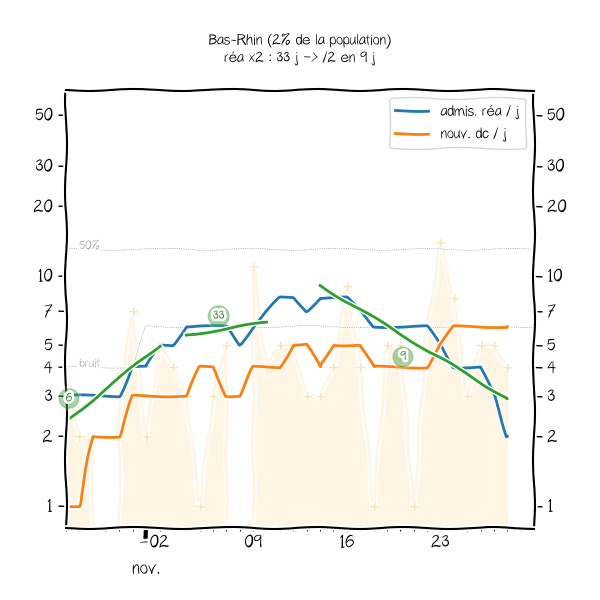 Bas-Rhin (2% de la population)
réa x2 : 33 j -> /2 en 9 j
admis. réa / j
nouv. dc / j
50 50
30 30
20 20
50%
10 10
7 7
5 5
bruit
4 4
3 3
2 2
1 1
6
33
9
02 09 16 23
nov.